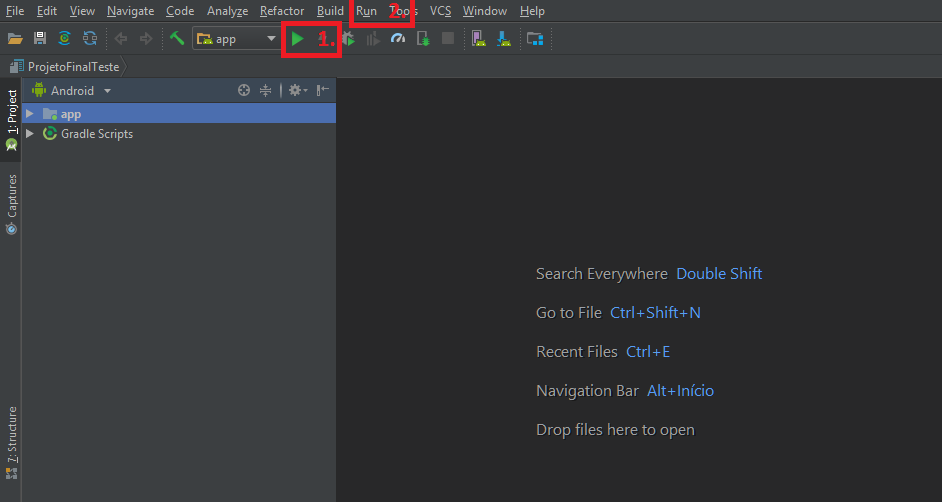 File Edit View Navigate Code Analyze Refactor Build Run 2. Tools VCS Window Help
app 1.
ProjetoFinalTeste
1: Project
Android
app
Gradle Scripts
Captures
Search Everywhere Double Shift
Go to File Ctrl+Shift+N
Recent Files Ctrl+E
Navigation Bar Alt+Início
Drop files here to open
7: Structure